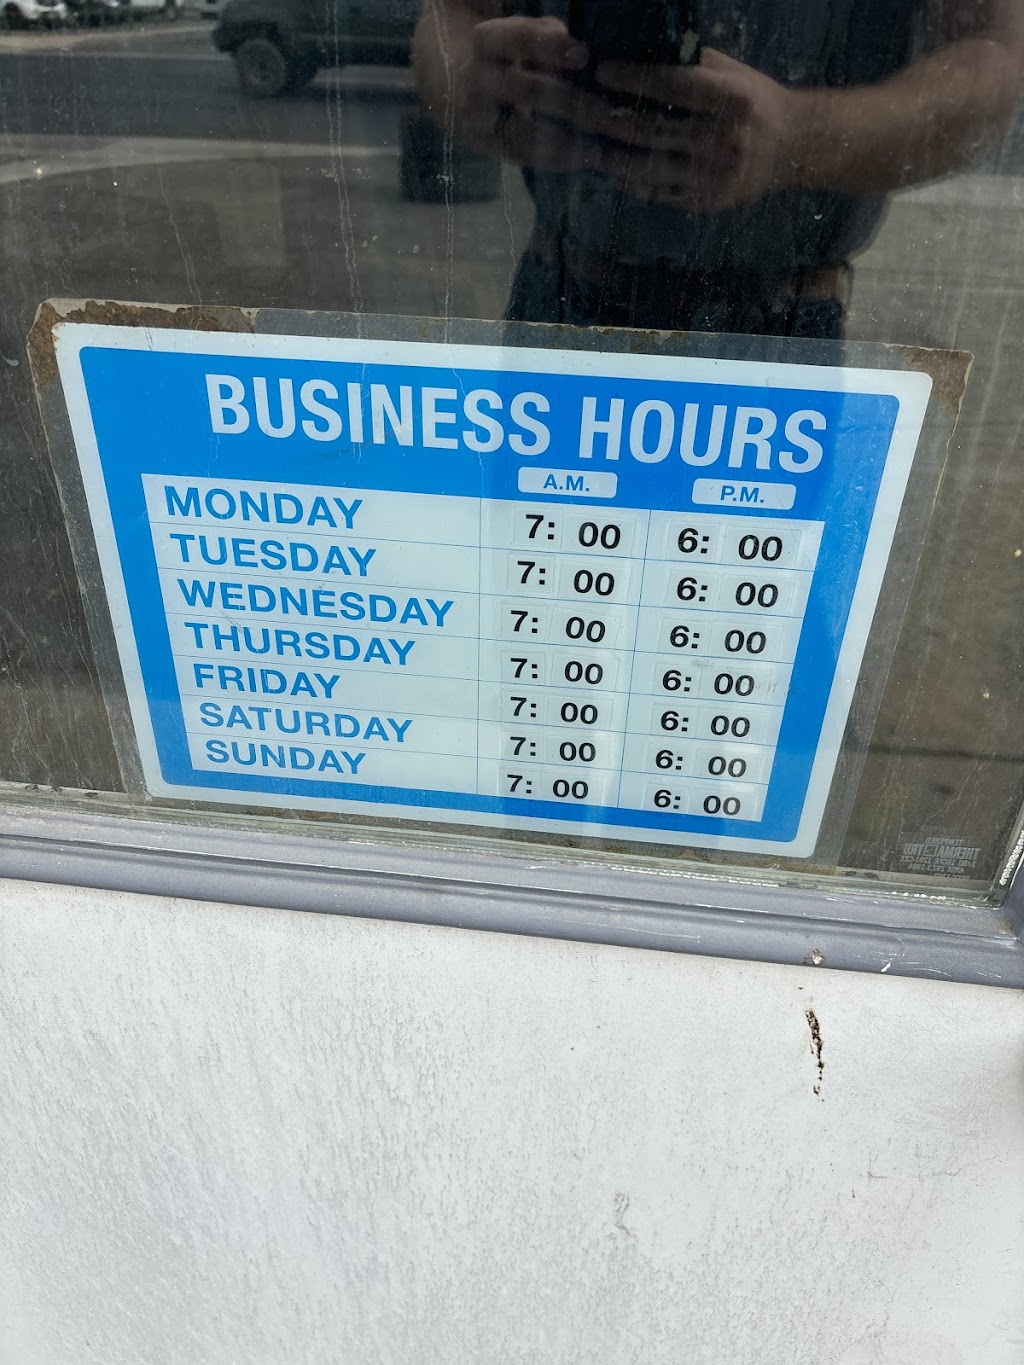 BUSINESS HOURS
A.M. P.M.
MONDAY 7: 00 6: 00
TUESDAY 7: 00 6: 00
WEDNESDAY 7: 00 6: 00
THURSDAY 7: 00 6: 00
FRIDAY 7: 00 6: 00
SATURDAY 7: 00 6: 00
SUNDAY 7: 00 6: 00
TEMPERED